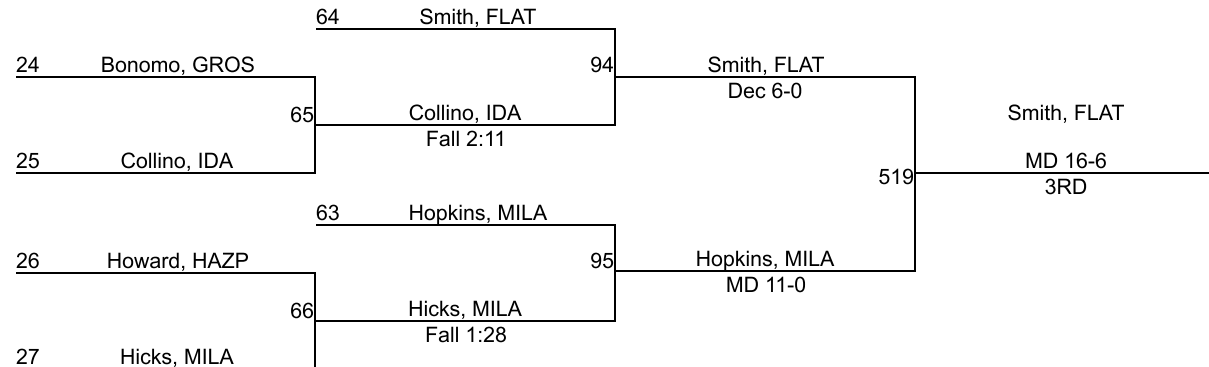 64 Smith, FLAT
24 Bonomo, GROS
94 Smith, FLAT
Dec 6-0
65 Collino, IDA
Fall 2:11
Smith, FLAT
25 Collino, IDA
MD 16-6
519
3RD
63 Hopkins, MILA
26 Howard, HAZP
95 Hopkins, MILA
MD 11-0
66 Hicks, MILA
Fall 1:28
27 Hicks, MILA